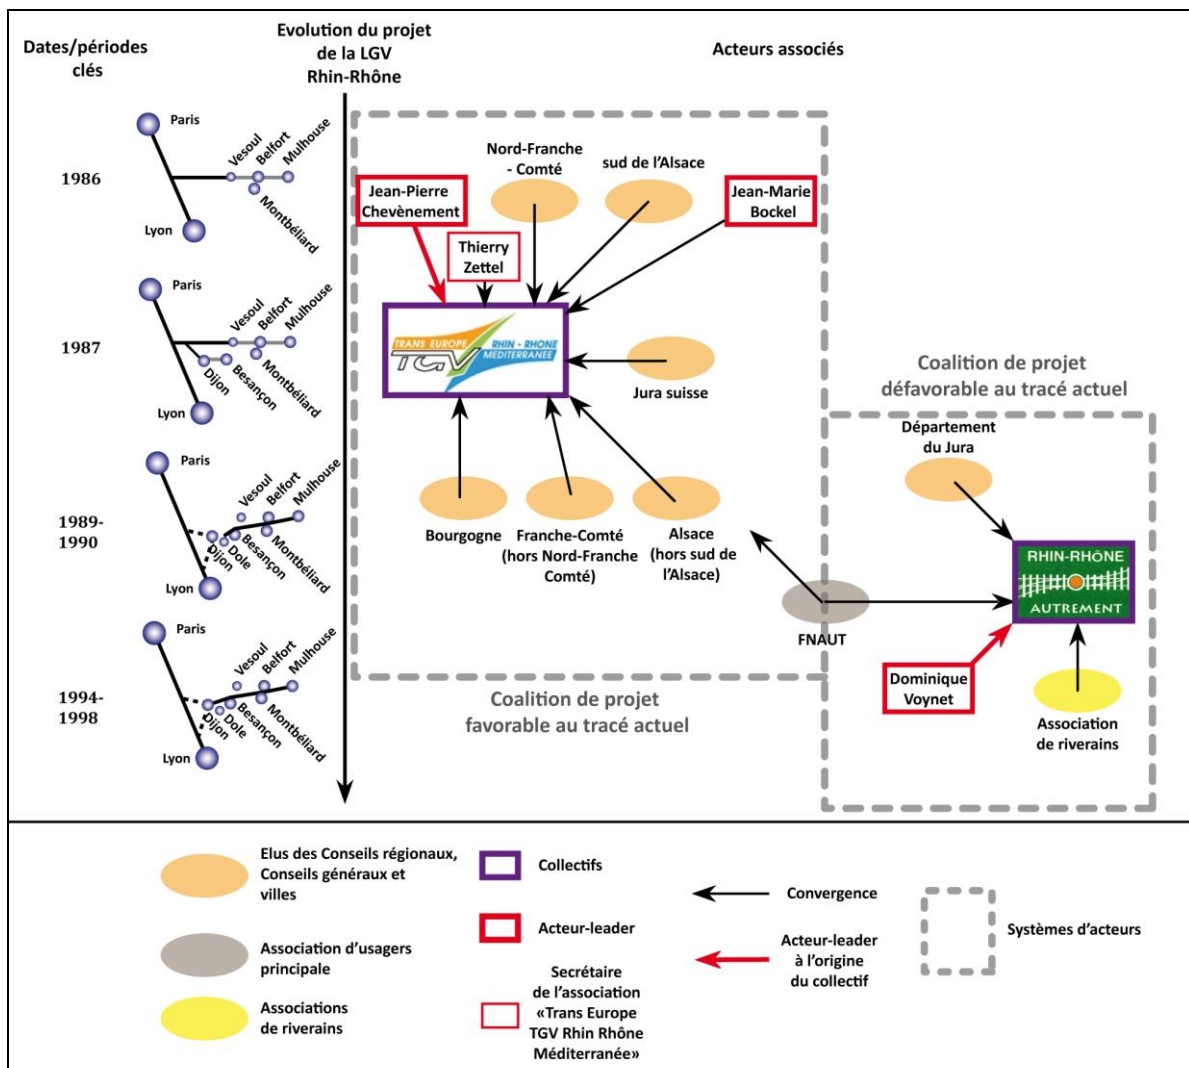 Dates/périodes
clés
Evolution du projet
de la LGV
Rhin-Rhône
Acteurs associés
1986
Paris
Vesoul
Belfort
Mulhouse
Montbéliard
Lyon
1987
Paris
Vesoul
Belfort
Mulhouse
Montbéliard
Besançon
Dijon
Lyon
1989-
1990
Paris
Vesoul
Belfort
Mulhouse
Montbéliard
Besançon
Dole
Dijon
Lyon
1994-
1998
Paris
Vesoul
Belfort
Mulhouse
Montbéliard
Besançon
Dole
Dijon
Lyon
Nord-Franche
- Comté
sud de l'Alsace
Jean-Pierre
Chevènement
Thierry
Zettel
Jean-Marie
Bockel
TRANS EUROPE
TGV
RHIN - RHONE
MEDITERRANEE
Jura suisse
Bourgogne
Franche-Comté
(hors Nord-Franche
Comté)
Alsace
(hors sud de
l'Alsace)
Coalition de projet
favorable au tracé actuel
Coalition de projet
défavorable au tracé actuel
Département
du Jura
RHIN-RHÔNE
AUTREMENT
FNAUT
Dominique
Voynet
Association
de riverains
Elus des Conseils régionaux,
Conseils généraux et
villes
Association d'usagers
principale
Associations
de riverains
Collectifs
Acteur-leader
Secrétaire
de l'association
«Trans Europe
TGV Rhin Rhône
Méditerranée»
Convergence
Acteur-leader
à l'origine
du collectif
Systèmes d'acteurs